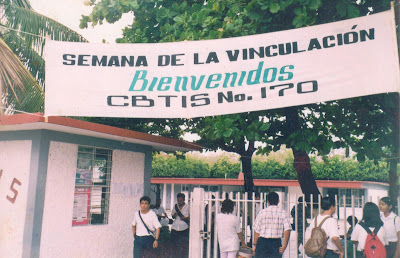 SEMANA DE LA VINCULACIÓN
Bienvenidos
CBTIS No. 170